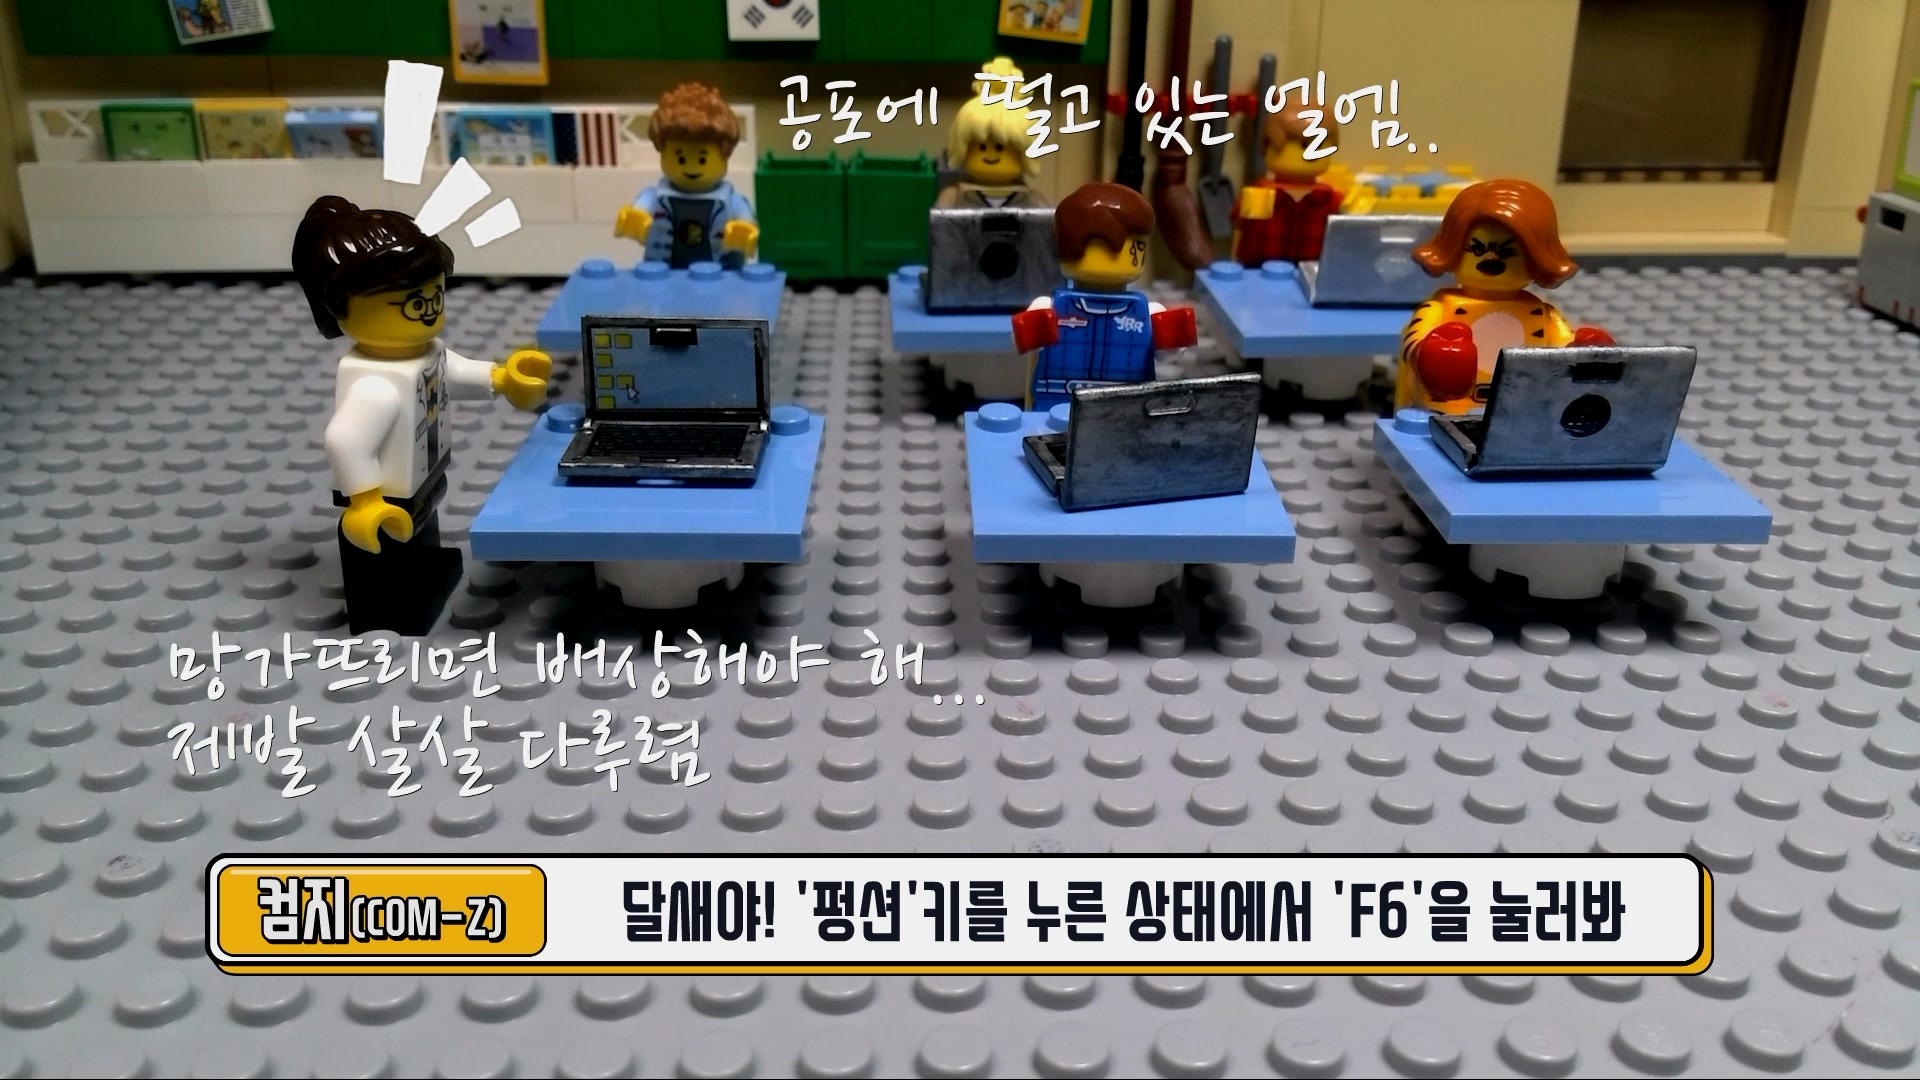 공포에 떨고 있는 엘엠..
망가뜨리면 배상해야 해...
제발 살살 다루렴
컴지(COM-Z) 달새야! '펑션'키를 누른 상태에서 'F6'을 눌러봐